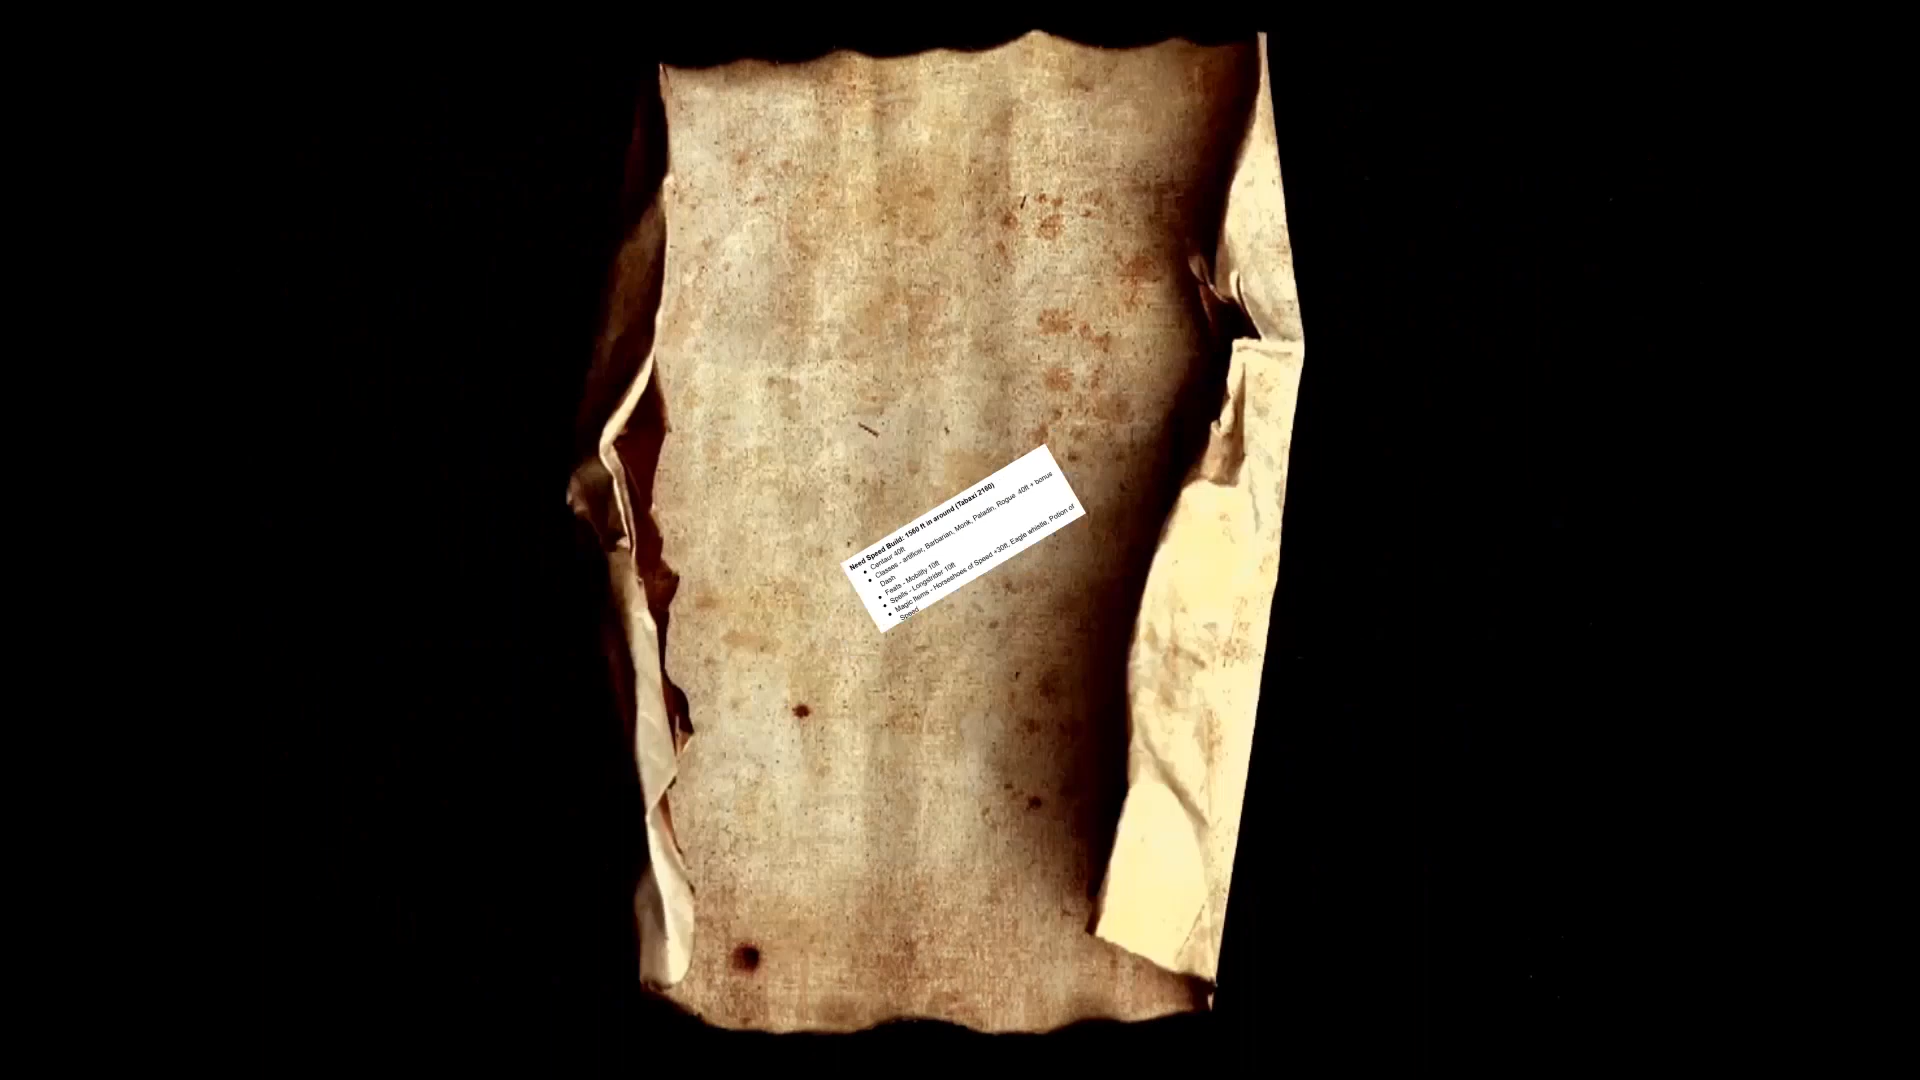 Need Speed Build: 1560 ft in around (Tabaxi 2160)
• Centaur 40ft
• Classes - artificer, Barbarian, Monk, Paladin, Rogue 40ft + bonus
Dash
• Feats - Mobility 10ft
• Spells - Longstrider 10ft
• Magic Items - Horseshoes of Speed +30ft, Eagle whistle, Potion of
Speed